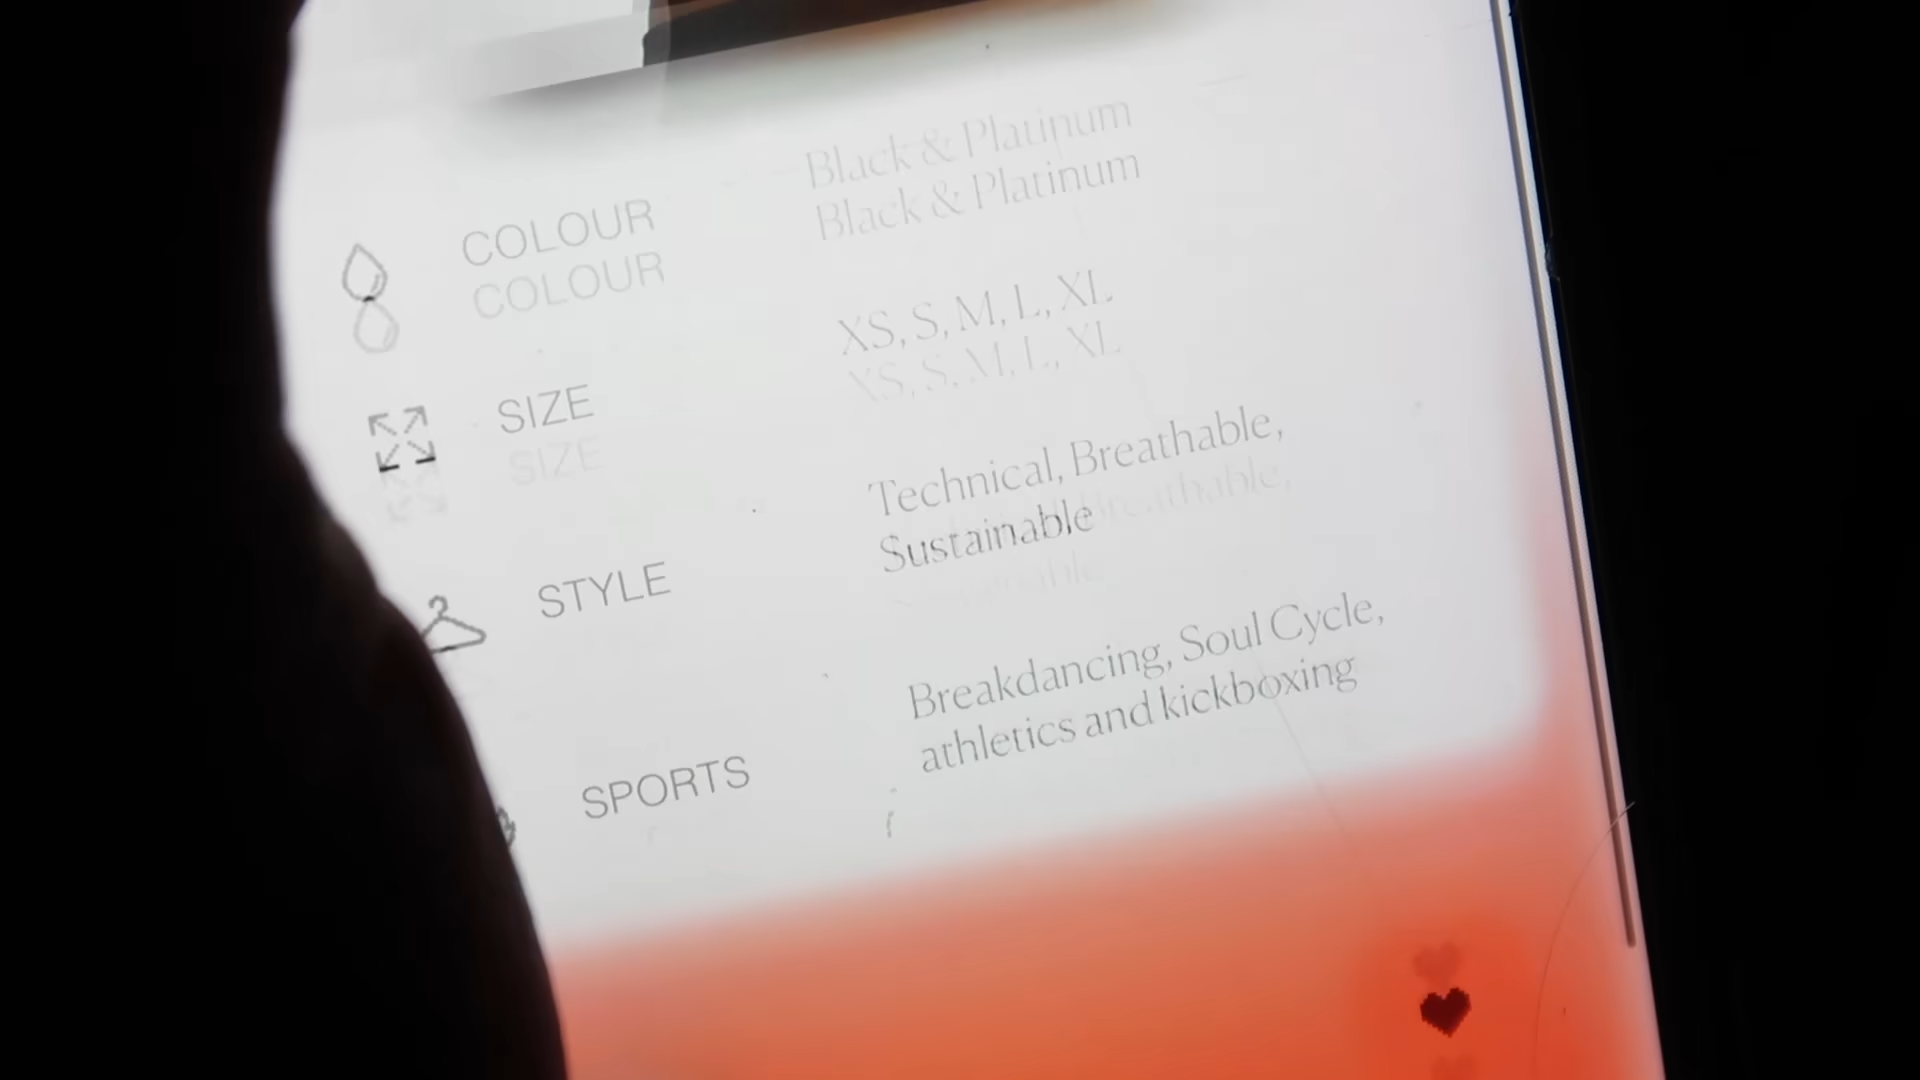 COLOUR
Black & Platinum
SIZE
XS, S, M, L, XL
STYLE
Technical, Breathable,
Sustainable
SPORTS
Breakdancing, Soul Cycle,
athletics and kickboxing